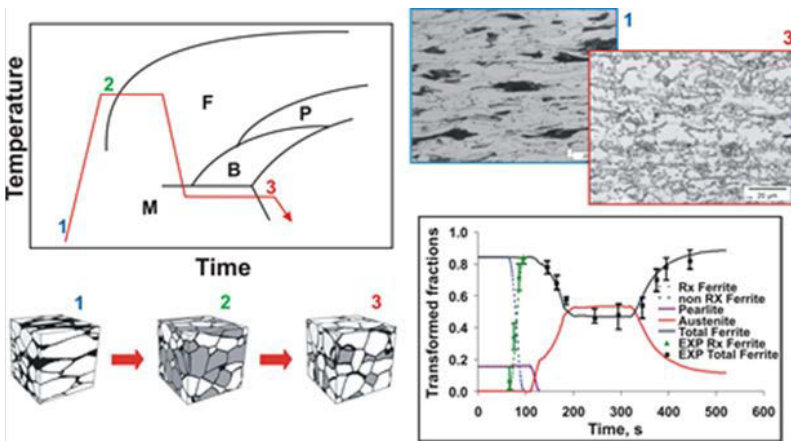 Temperature
Time
1
2
3
F
P
B
M
1
2
3
1
3
20 μm
Transformed fractions
1.0
0.8
0.6
0.4
0.2
0.0
0
100
200
300
400
500
600
Time, s
Rx Ferrite
non RX Ferrite
Pearlite
Austenite
Total Ferrite
EXP Rx Ferrite
EXP Total Ferrite